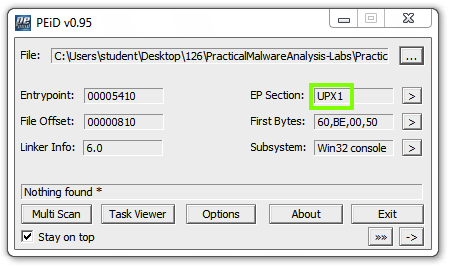 PEiD v0.95
File: C:\Users\student\Desktop\126\PracticalMalwareAnalysis-Labs\Practic ...
Entrypoint: 00005410 EP Section: UPX1 >
File Offset: 00000810 First Bytes: 60,BE,00,50 >
Linker Info: 6.0 Subsystem: Win32 console >
Nothing found *
Multi Scan Task Viewer Options About Exit
Stay on top »» ->